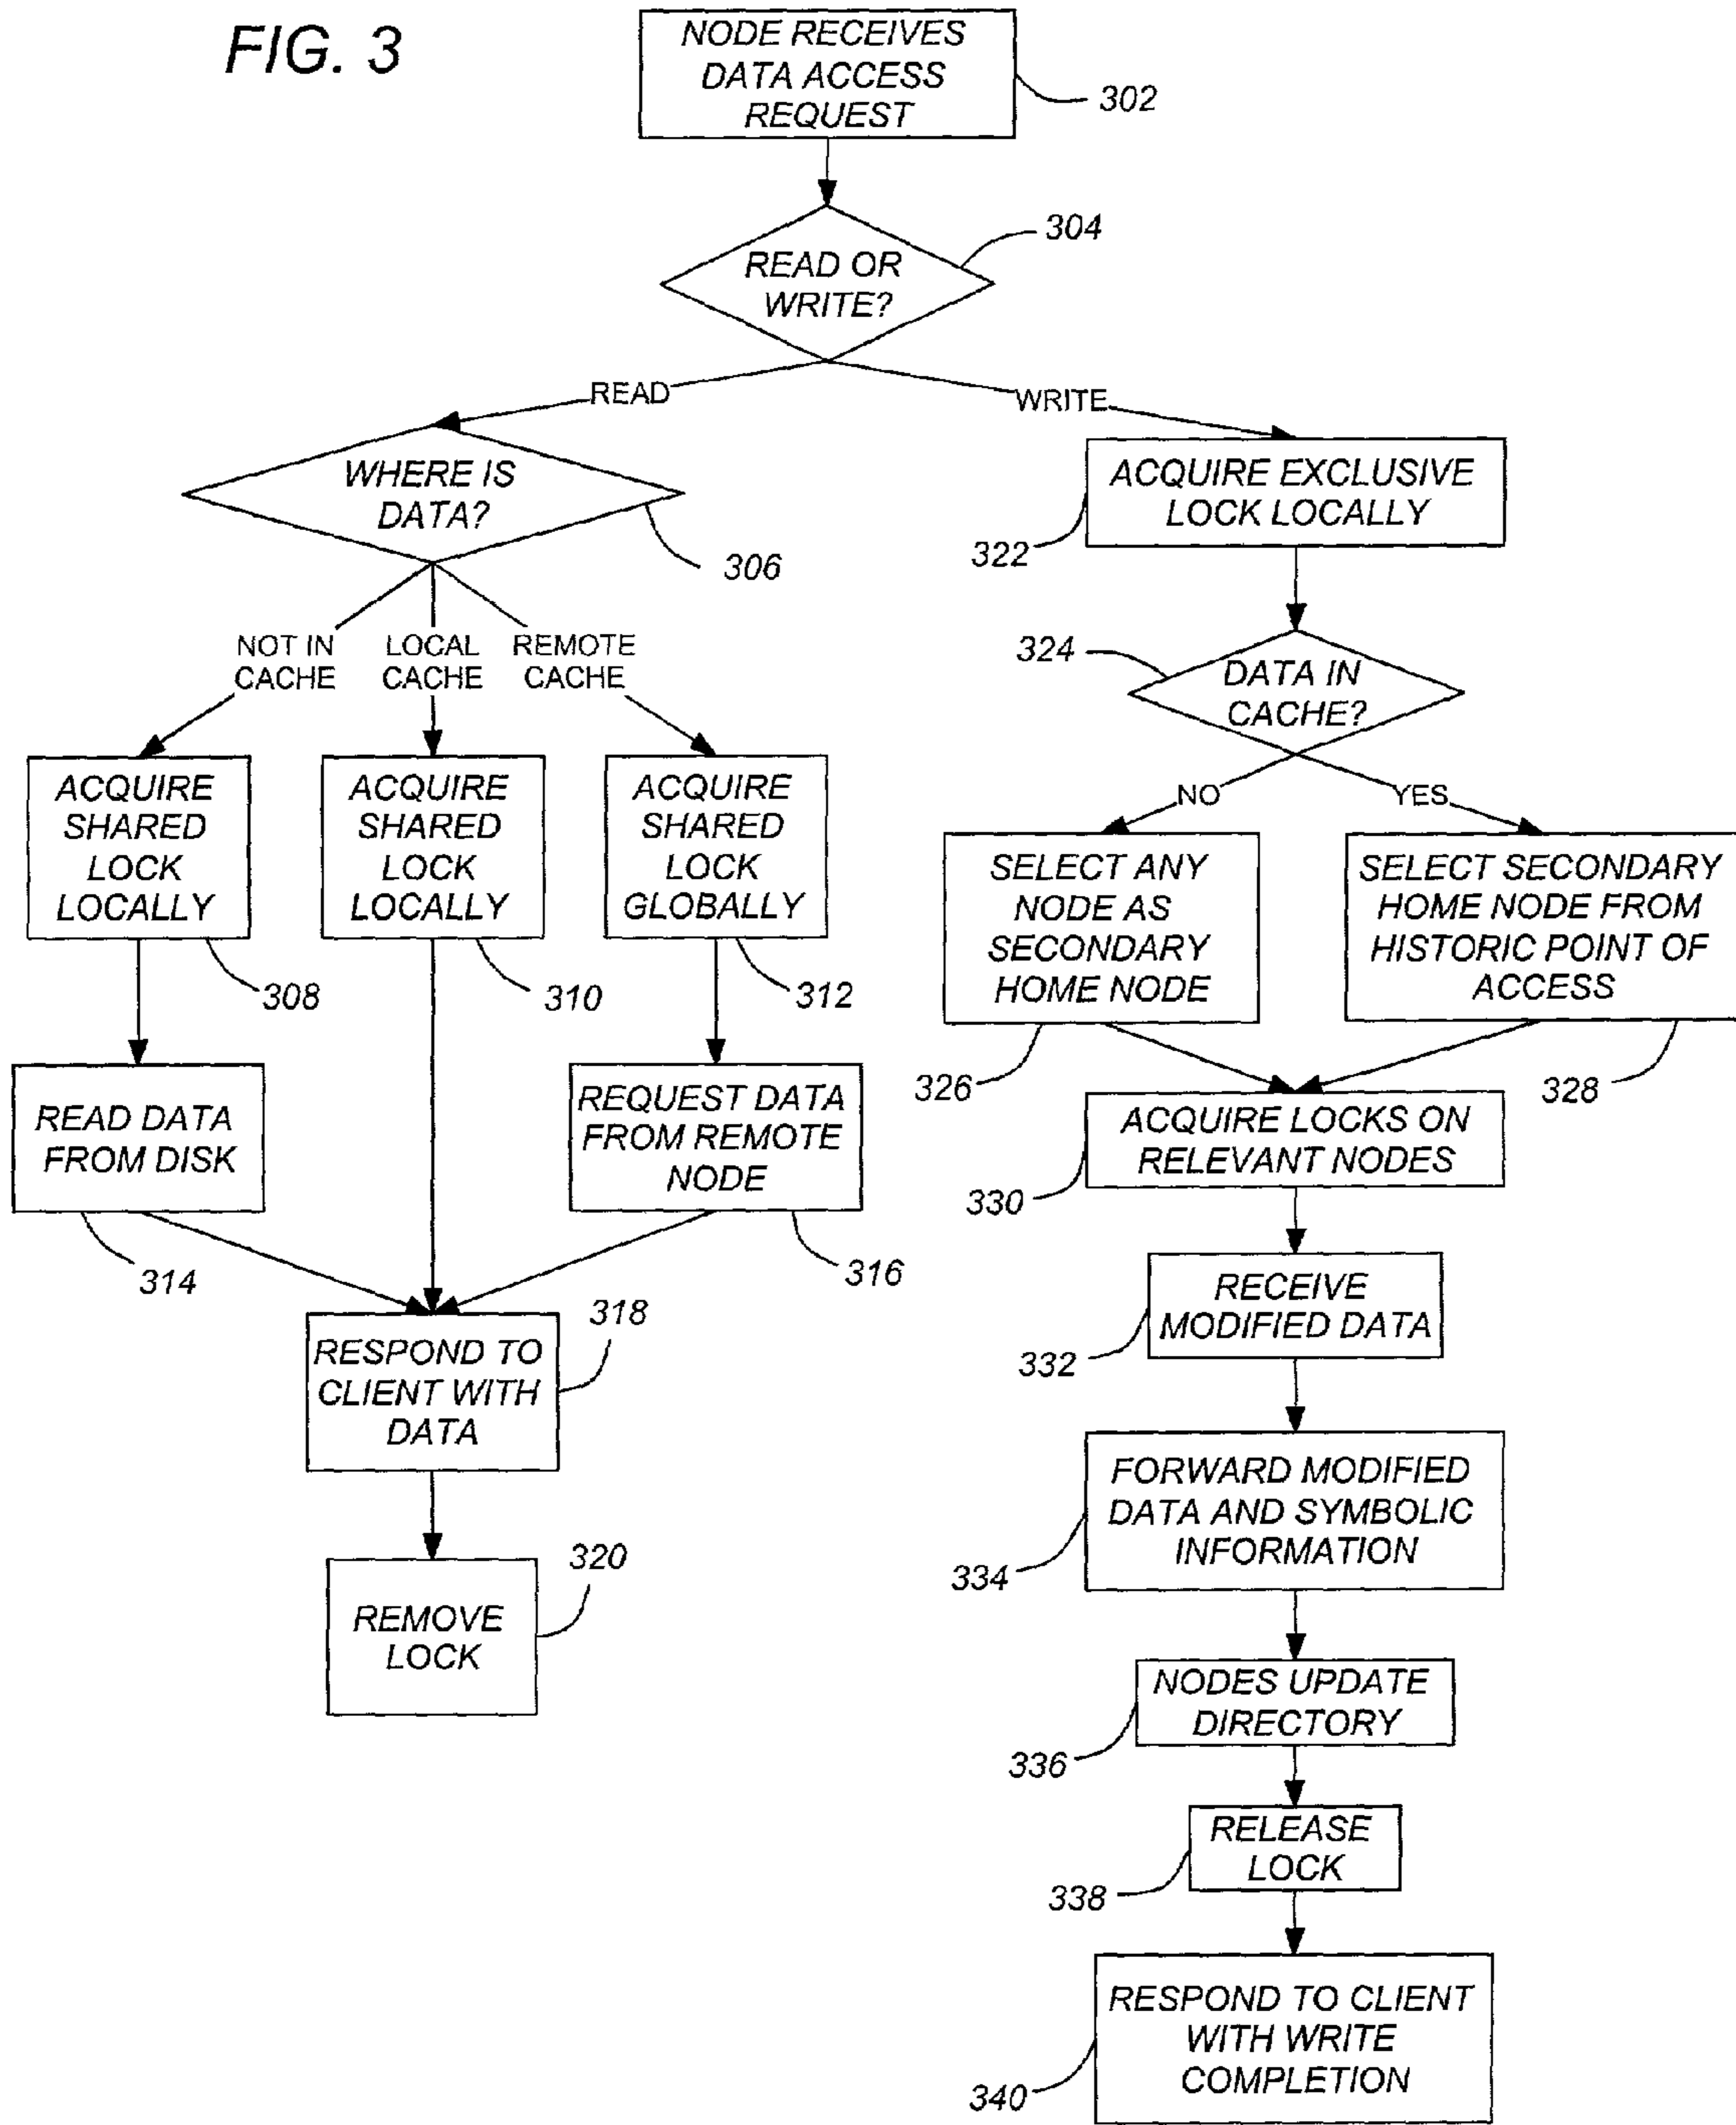 FIG. 3
NODE RECEIVES
DATA ACCESS
REQUEST
302
READ OR
WRITE?
304
READ
WRITE
WHERE IS
DATA?
306
NOT IN
CACHE
LOCAL
CACHE
REMOTE
CACHE
ACQUIRE
SHARED
LOCK
LOCALLY
308
ACQUIRE
SHARED
LOCK
LOCALLY
310
ACQUIRE
SHARED
LOCK
GLOBALLY
312
READ DATA
FROM DISK
314
REQUEST DATA
FROM REMOTE
NODE
316
RESPOND TO
CLIENT WITH
DATA
318
REMOVE
LOCK
320
ACQUIRE EXCLUSIVE
LOCK LOCALLY
322
DATA IN
CACHE?
324
NO
YES
SELECT ANY
NODE AS
SECONDARY
HOME NODE
326
SELECT SECONDARY
HOME NODE FROM
HISTORIC POINT OF
ACCESS
328
ACQUIRE LOCKS ON
RELEVANT NODES
330
RECEIVE
MODIFIED DATA
332
FORWARD MODIFIED
DATA AND SYMBOLIC
INFORMATION
334
NODES UPDATE
DIRECTORY
336
RELEASE
LOCK
338
RESPOND TO CLIENT
WITH WRITE
COMPLETION
340